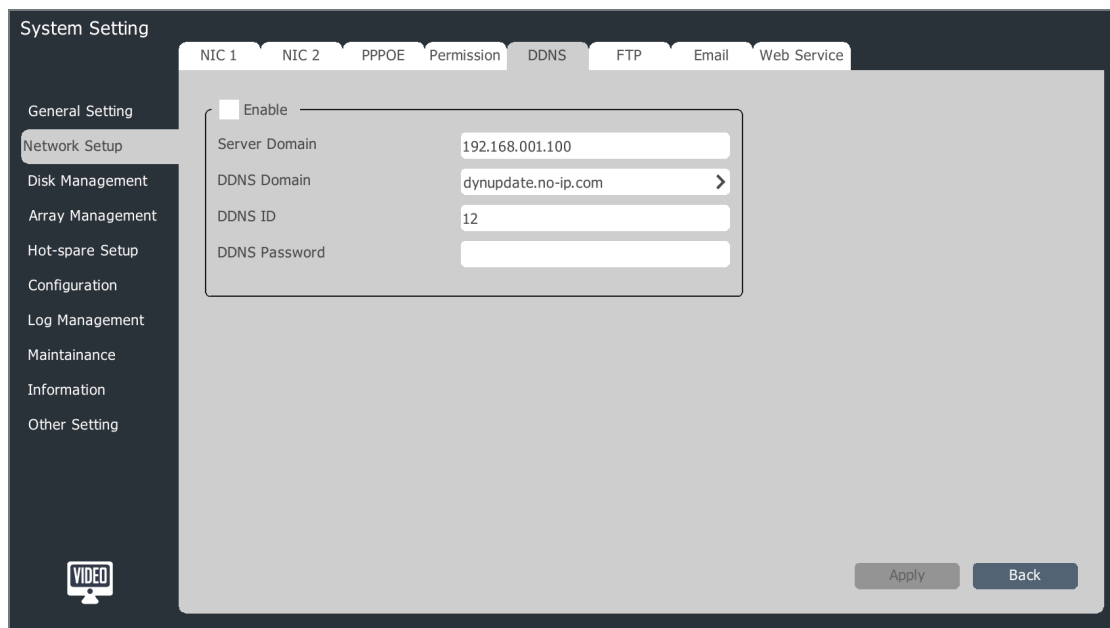 System Setting
NIC 1 NIC 2 PPPOE Permission DDNS FTP Email Web Service
General Setting
Network Setup
Disk Management
Array Management
Hot-spare Setup
Configuration
Log Management
Maintainance
Information
Other Setting
Enable
Server Domain 192.168.001.100
DDNS Domain dynupdate.no-ip.com
DDNS ID 12
DDNS Password
VIDEO
Apply Back